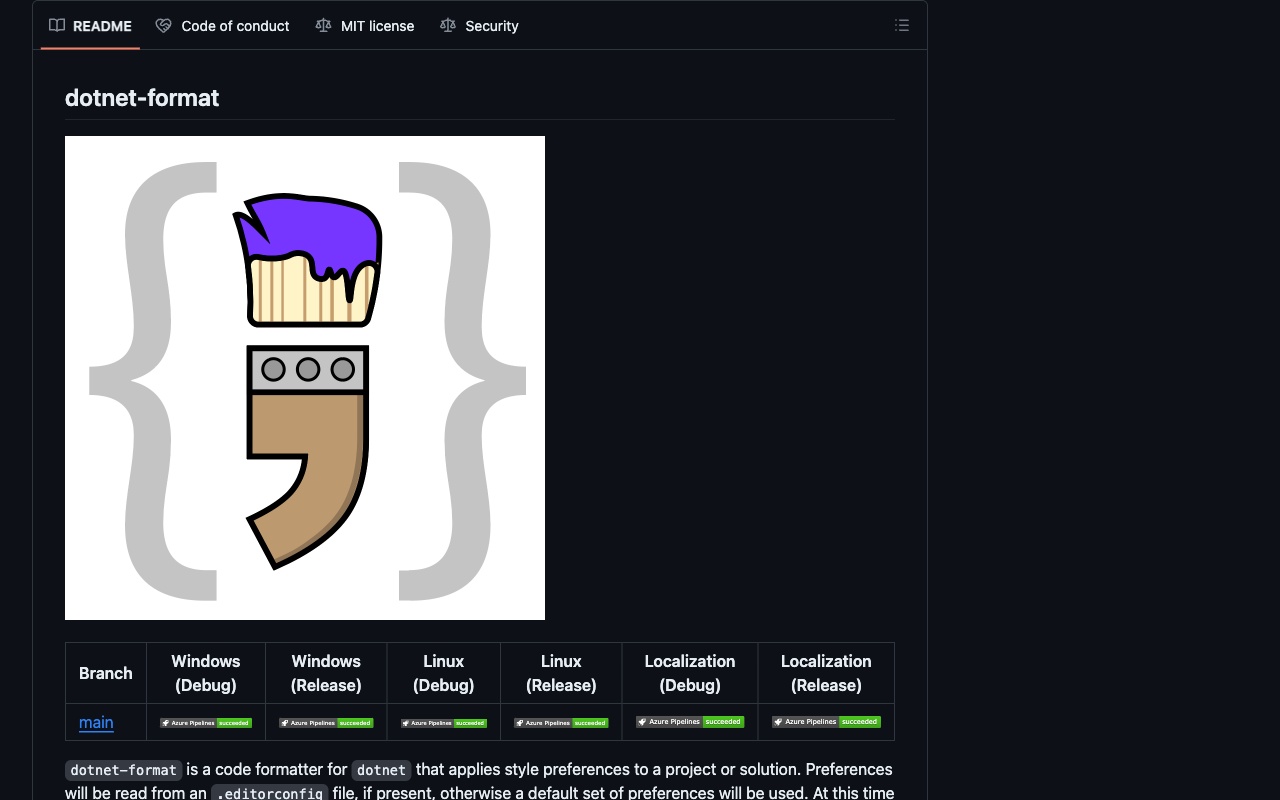 README Code of conduct MIT license Security
dotnet-format
{ ; }
Branch Windows (Debug) Windows (Release) Linux (Debug) Linux (Release) Localization (Debug) Localization (Release)
main Azure Pipelines succeeded Azure Pipelines succeeded Azure Pipelines succeeded Azure Pipelines succeeded Azure Pipelines succeeded Azure Pipelines succeeded
dotnet-format is a code formatter for dotnet that applies style preferences to a project or solution. Preferences
will be read from an .editorconfig file, if present, otherwise a default set of preferences will be used. At this time